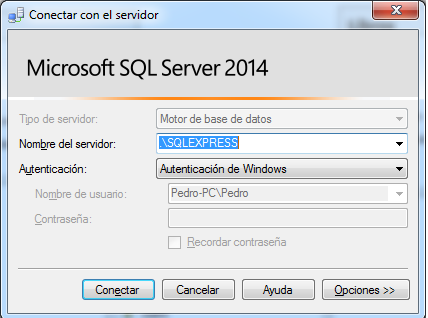 Conectar con el servidor
Microsoft SQL Server 2014
Tipo de servidor: Motor de base de datos
Nombre del servidor: .\SQLEXPRESS
Autenticación: Autenticación de Windows
Nombre de usuario: Pedro-PC\Pedro
Contraseña:
Recordar contraseña
Conectar Cancelar Ayuda Opciones >>